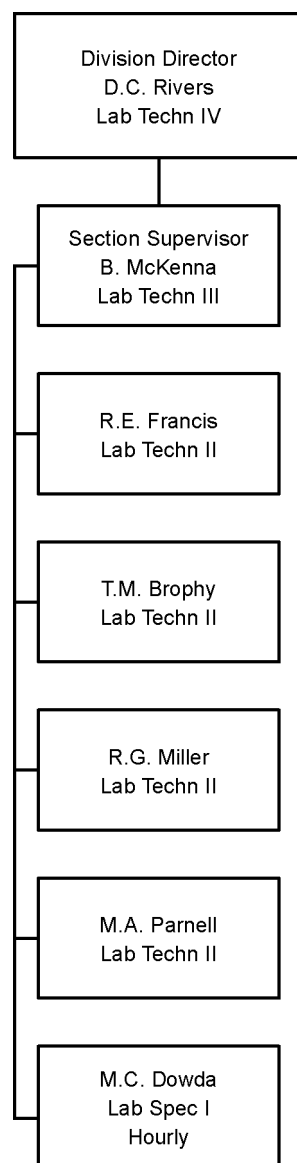 Division Director
D.C. Rivers
Lab Techn IV
Section Supervisor
B. McKenna
Lab Techn III
R.E. Francis
Lab Techn II
T.M. Brophy
Lab Techn II
R.G. Miller
Lab Techn II
M.A. Parnell
Lab Techn II
M.C. Dowda
Lab Spec I
Hourly